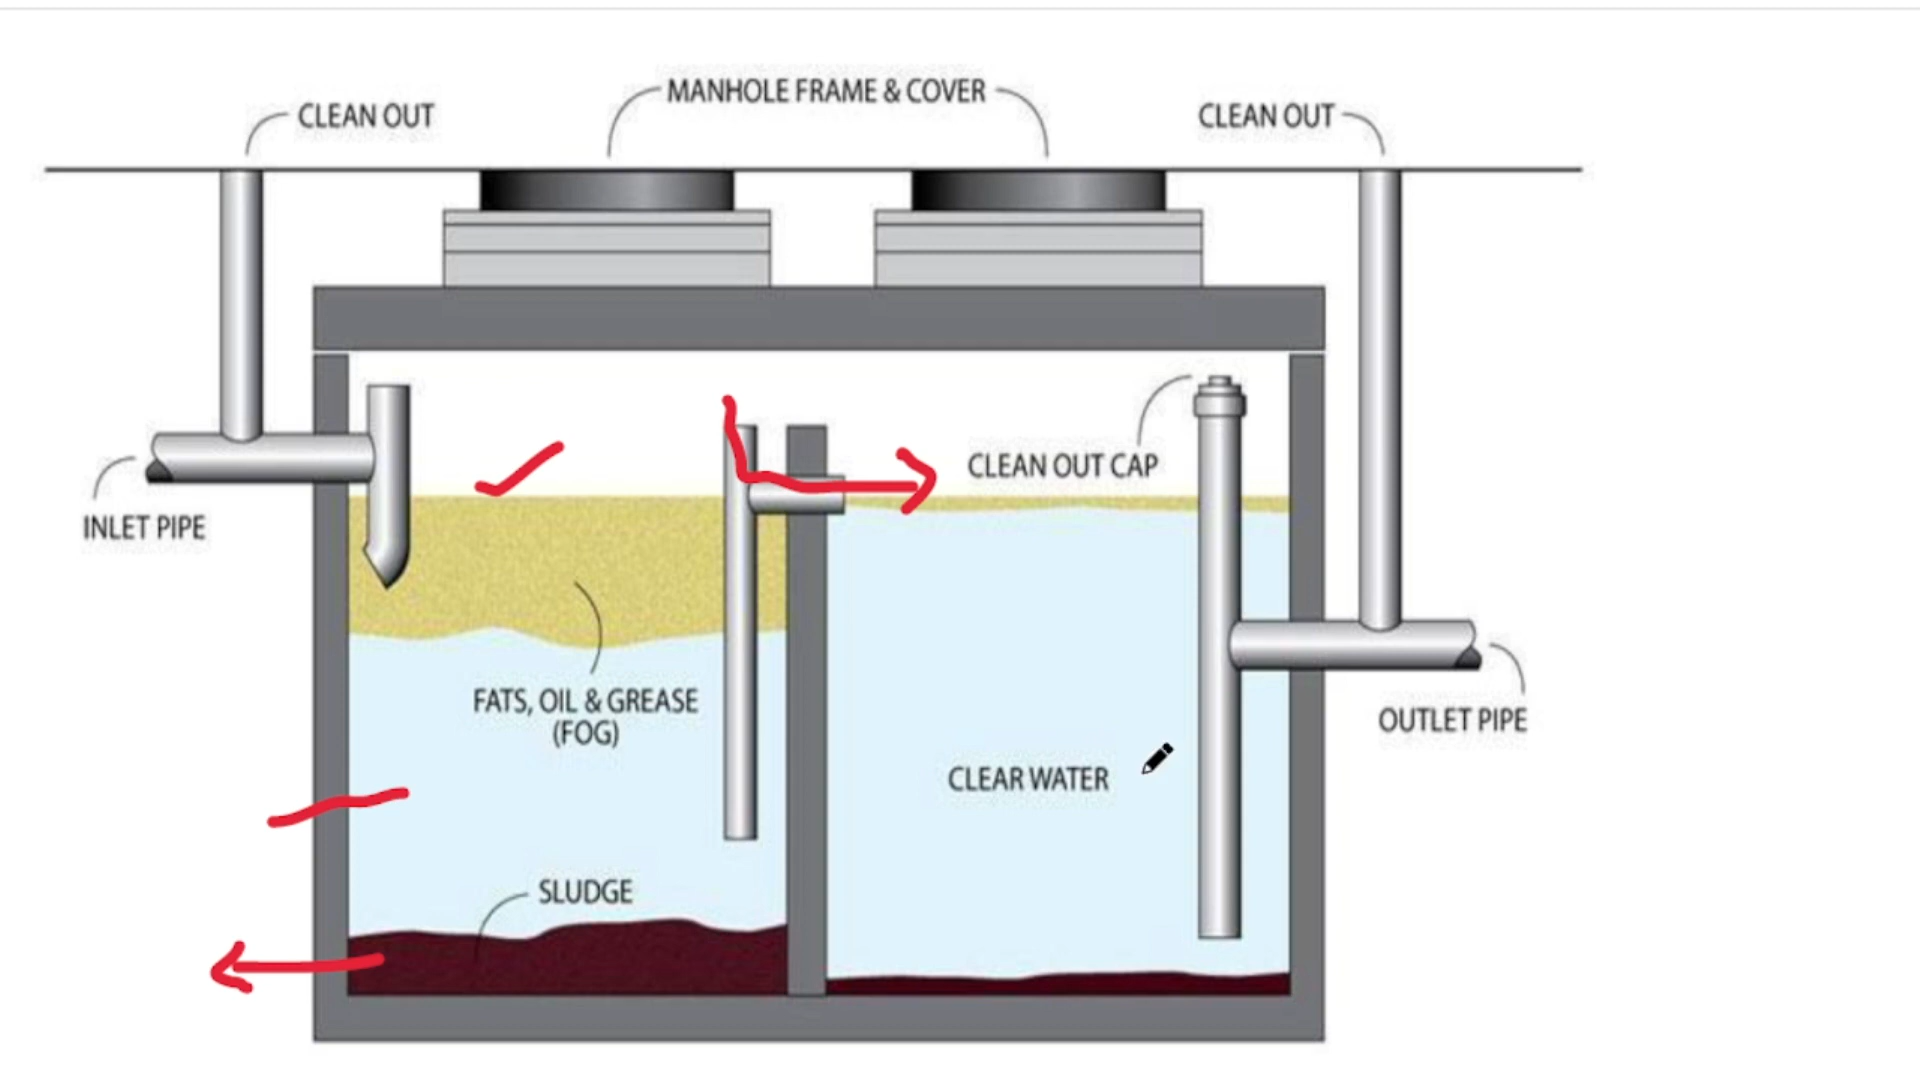 MANHOLE FRAME & COVER
CLEAN OUT
CLEAN OUT
CLEAN OUT CAP
INLET PIPE
FATS, OIL & GREASE
(FOG)
OUTLET PIPE
CLEAR WATER
SLUDGE